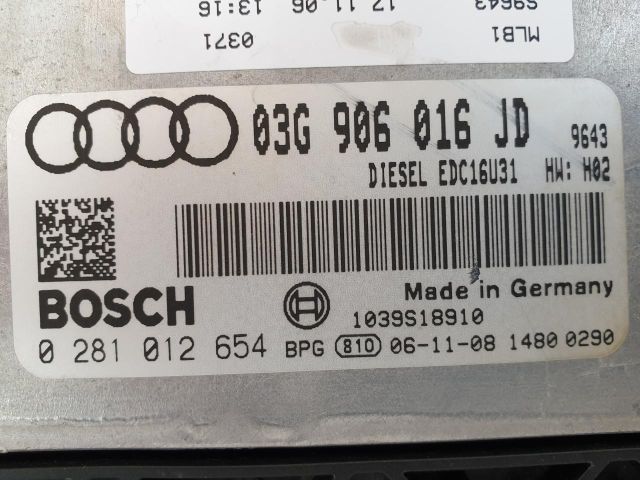 S9643 17.11.06 13:16
MLB1 0371
03G 906 016 JD 9643
DIESEL EDC16U31 HW: H02
BOSCH
Made in Germany
1039S18910
0 281 012 654 BPG 810 06-11-08 1480 0290